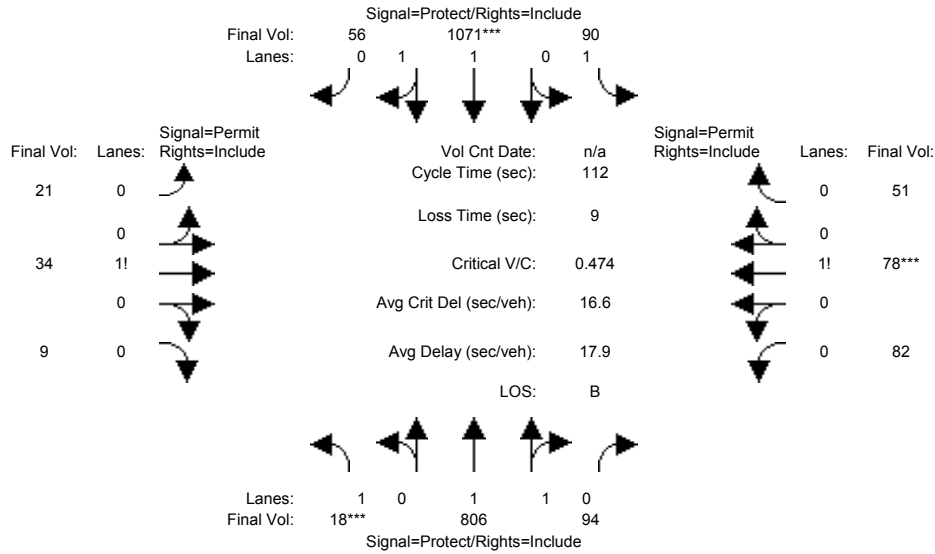 Signal=Protect/Rights=Include
Final Vol: 56 1071*** 90
Lanes: 0 1 1 0 1
Signal=Permit
Final Vol: Lanes: Rights=Include
Vol Cnt Date: n/a
Signal=Permit
Rights=Include Lanes: Final Vol:
Cycle Time (sec): 112
21 0
0 51
Loss Time (sec): 9
0
0
34 1!
Critical V/C: 0.474
1! 78***
0
Avg Crit Del (sec/veh): 16.6
0
9 0
Avg Delay (sec/veh): 17.9
0 82
LOS: B
Lanes: 1 0 1 1 0
Final Vol: 18*** 806 94
Signal=Protect/Rights=Include